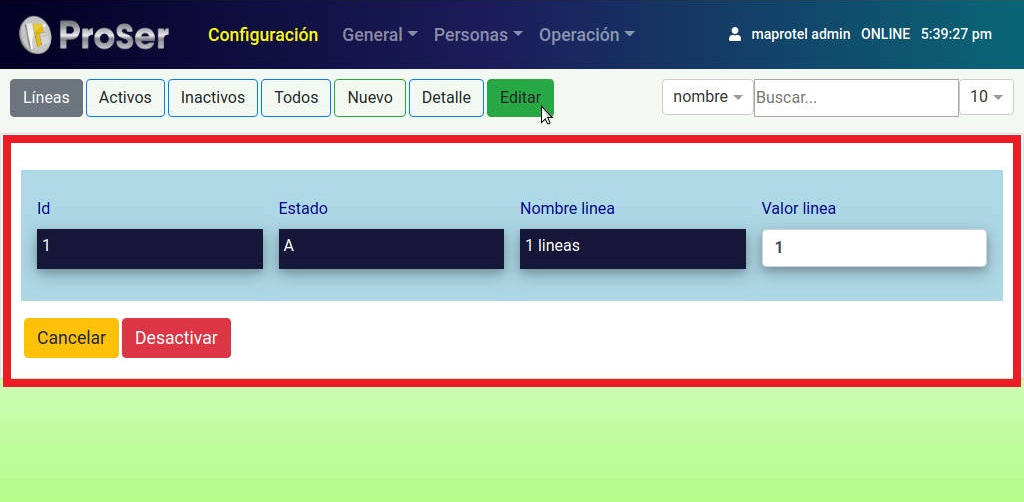 ProSer Configuración General Personas Operación maprotel admin ONLINE 5:39:27 pm
Líneas Activos Inactivos Todos Nuevo Detalle Editar nombre Buscar... 10
Id Estado Nombre linea Valor linea
1 A 1 lineas 1
Cancelar Desactivar